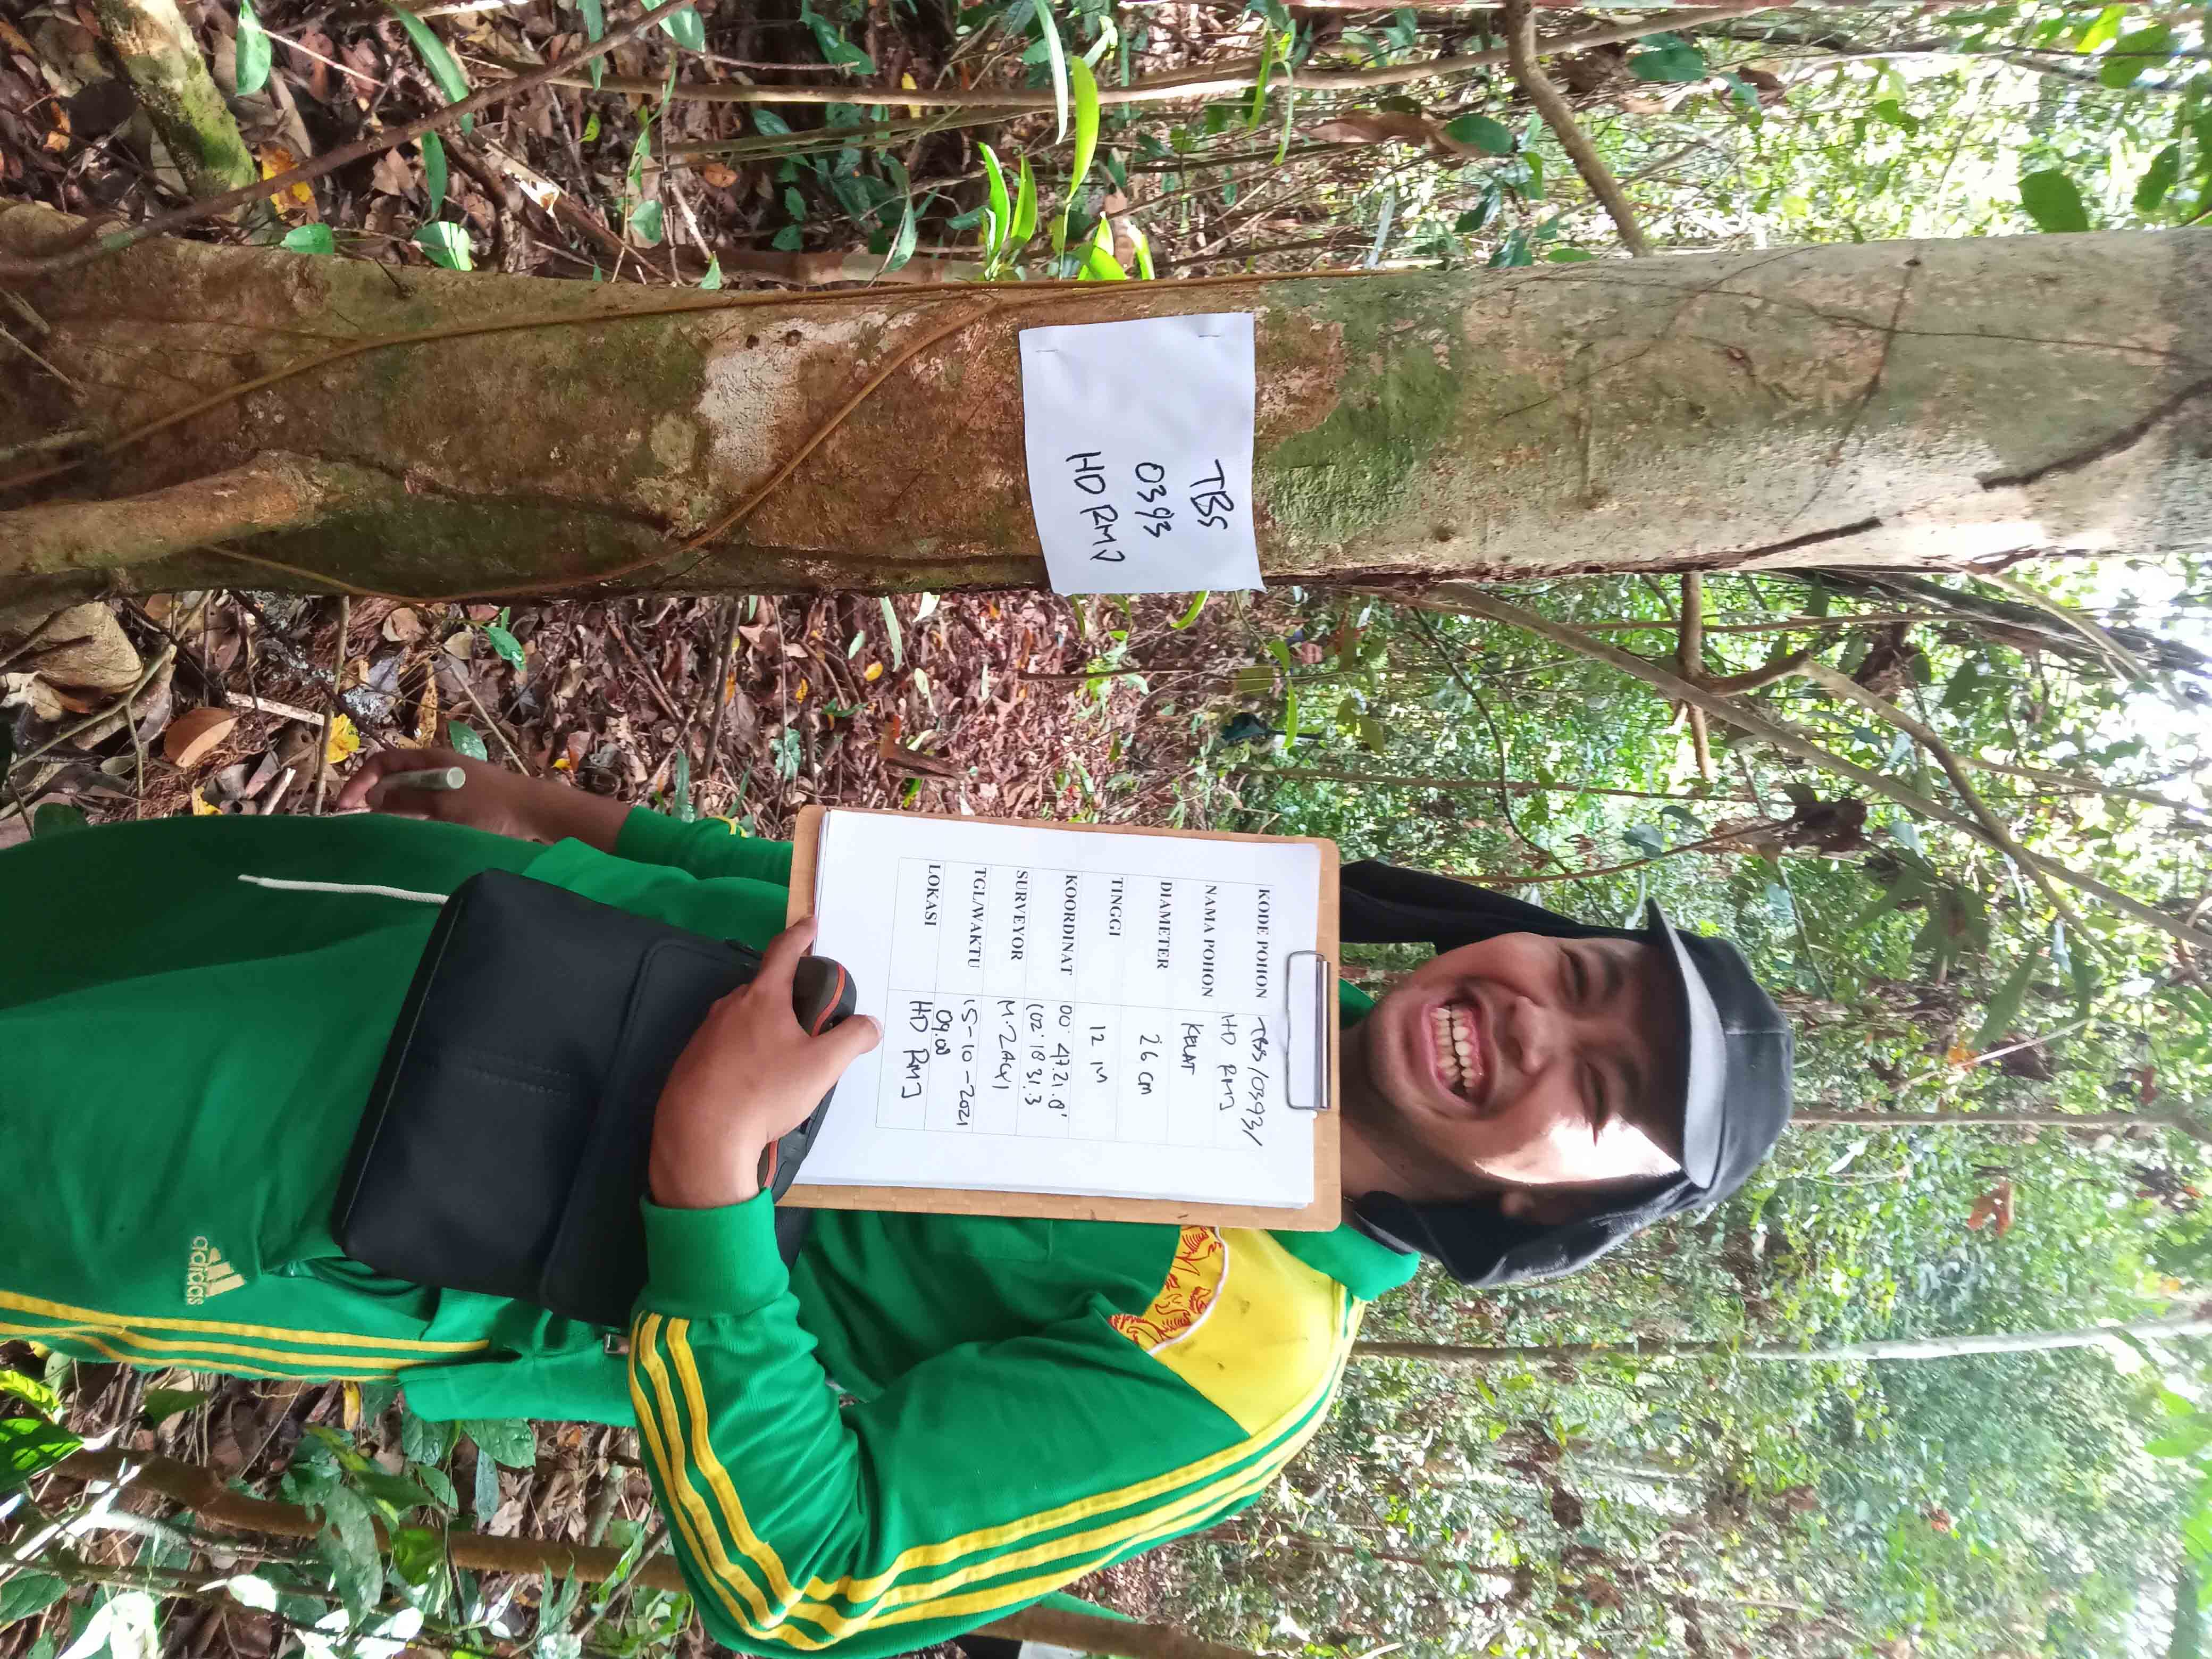 TBS
0393
HD RMJ
KODE POHON TBS/0393/
HD RMJ
NAMA POHON KELAT
DIAMETER 26 cm
TINGGI 12 M
KOORDINAT 00° 47.21.8'
102° 18 31.3
SURVEYOR M. ZAQI
TGL/WAKTU 15-10-2021
09.00
LOKASI HD RMJ
adidas